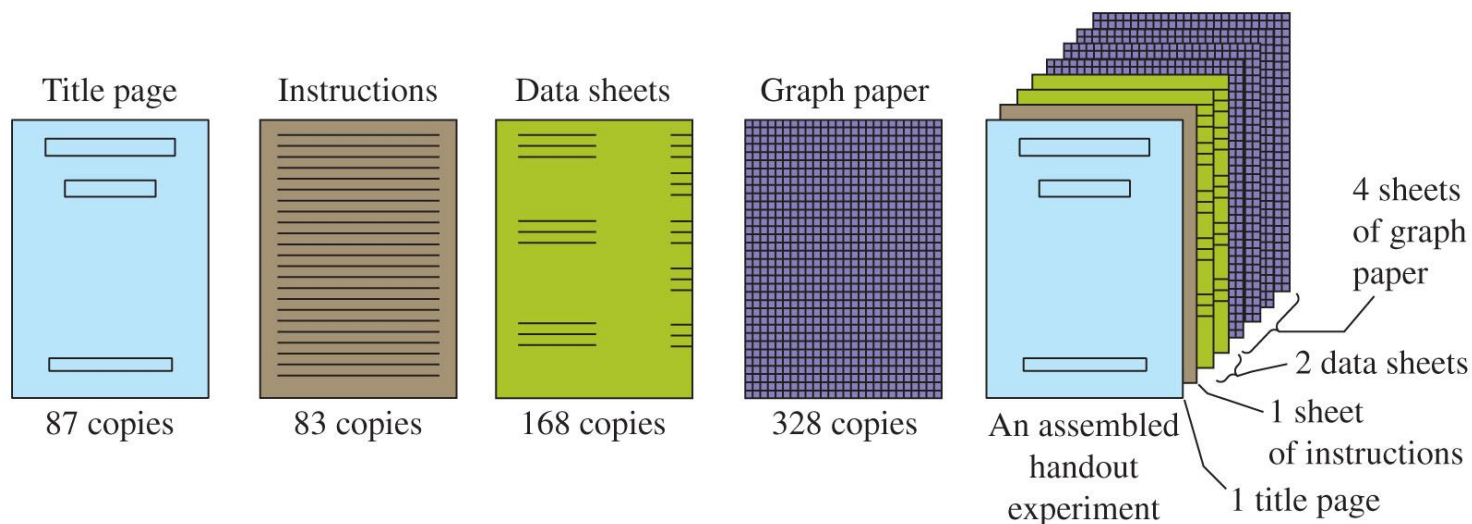 Title page
Instructions
Data sheets
Graph paper
87 copies
83 copies
168 copies
328 copies
An assembled
handout
experiment
4 sheets
of graph
paper
2 data sheets
1 sheet
of instructions
1 title page